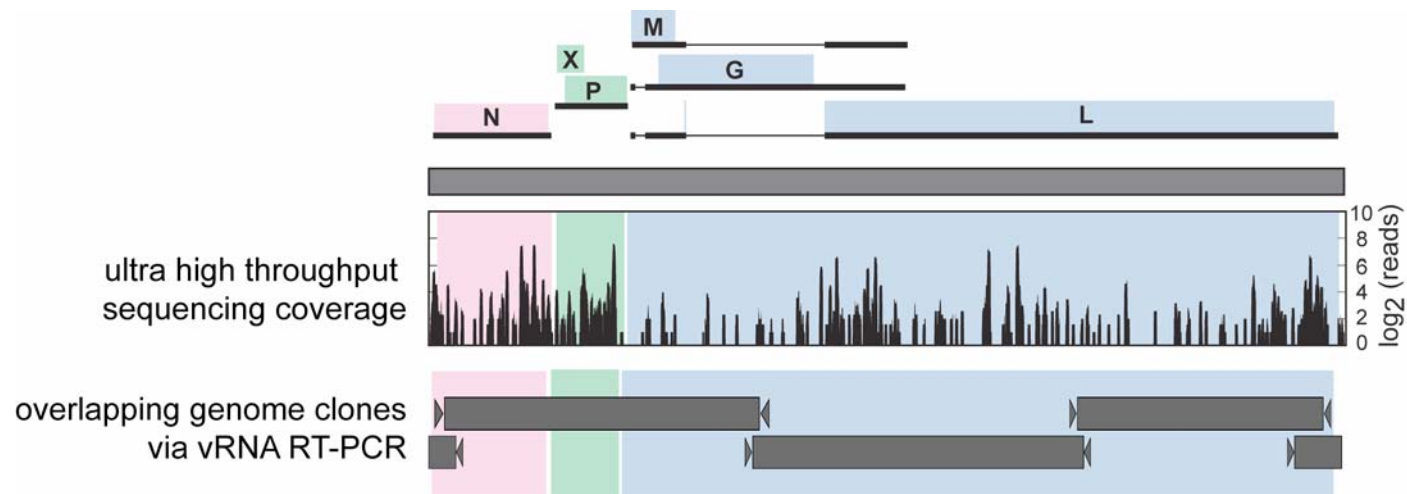 M
X
G
P
N
L
10
8
6
4
2
0
log2 (reads)
ultra high throughput
sequencing coverage
overlapping genome clones
via vRNA RT-PCR